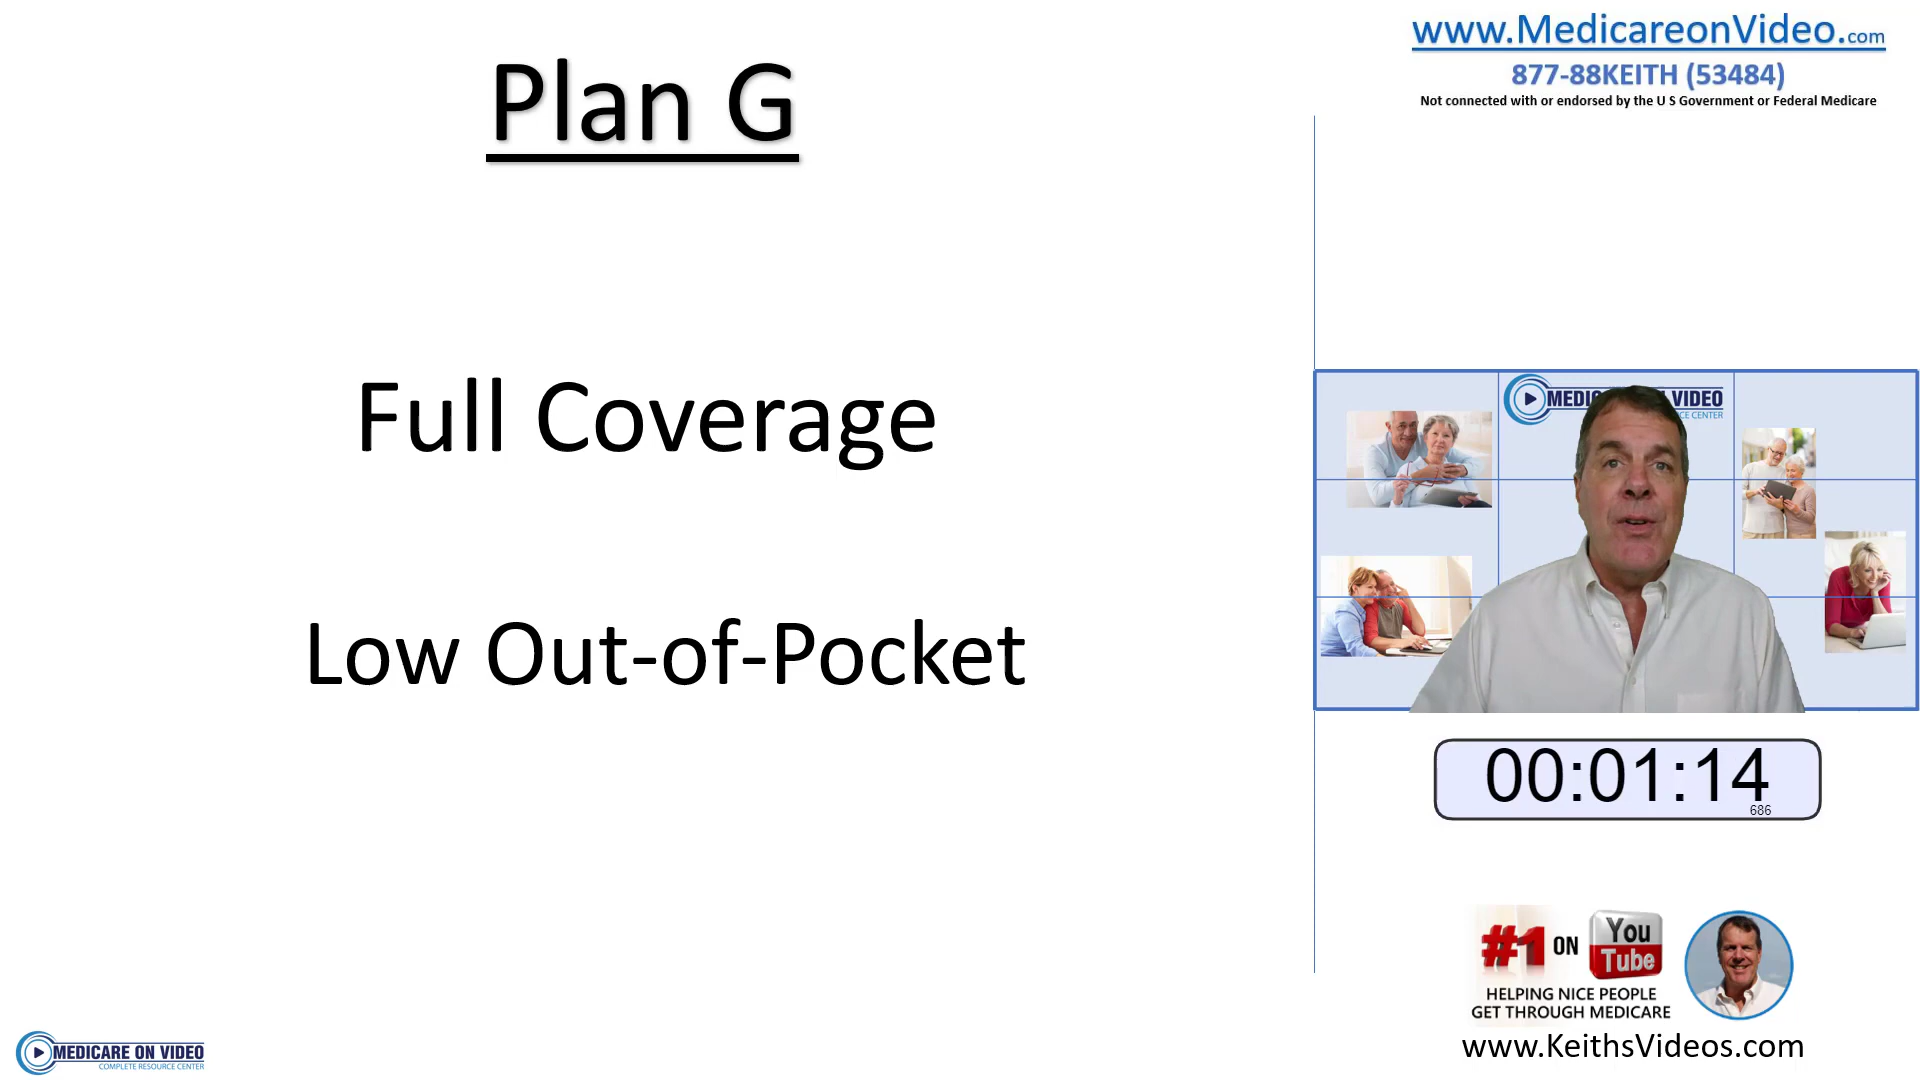 Plan G
Full Coverage
Low Out-of-Pocket
www.MedicareonVideo.com
877-88KEITH (53484)
Not connected with or endorsed by the U S Government or Federal Medicare
VIDEO
CENTER
00:01:14
686
#1 ON You Tube
HELPING NICE PEOPLE
GET THROUGH MEDICARE
www.KeithsVideos.com
MEDICARE ON VIDEO
COMPLETE RESOURCE CENTER